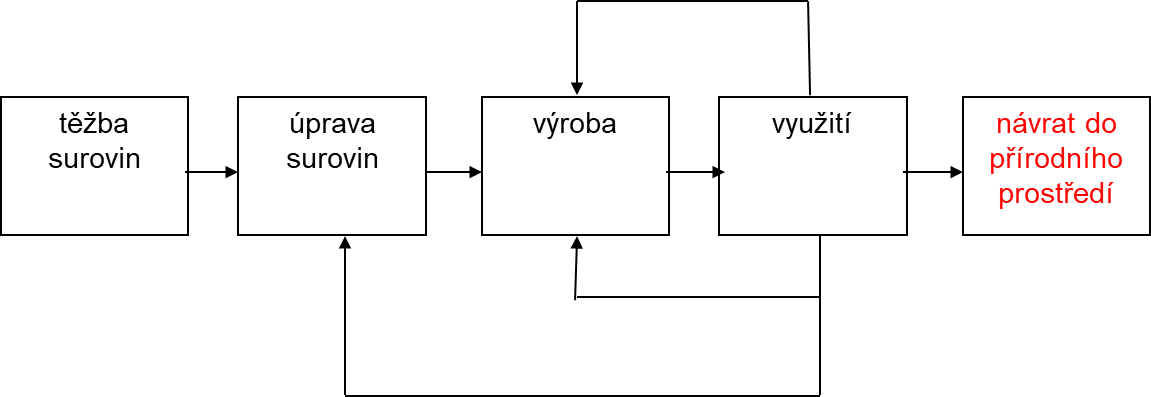 těžba
surovin
úprava
surovin
výroba
využití
návrat do
přírodního
prostředí